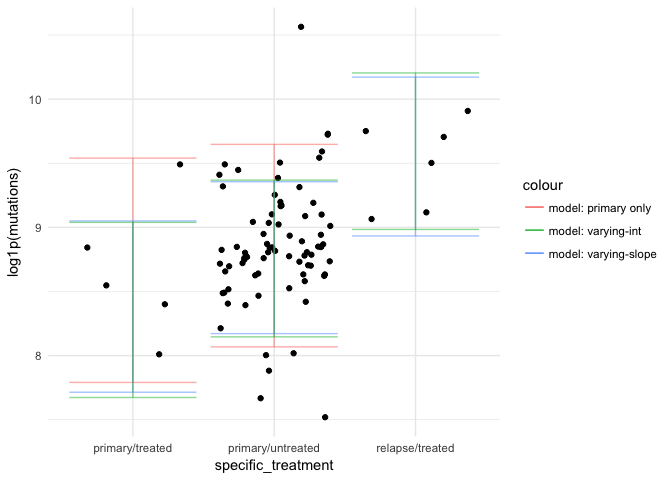 log1p(mutations)
10
9
8
primary/treated
primary/untreated
relapse/treated
specific_treatment
colour
model: primary only
model: varying-int
model: varying-slope